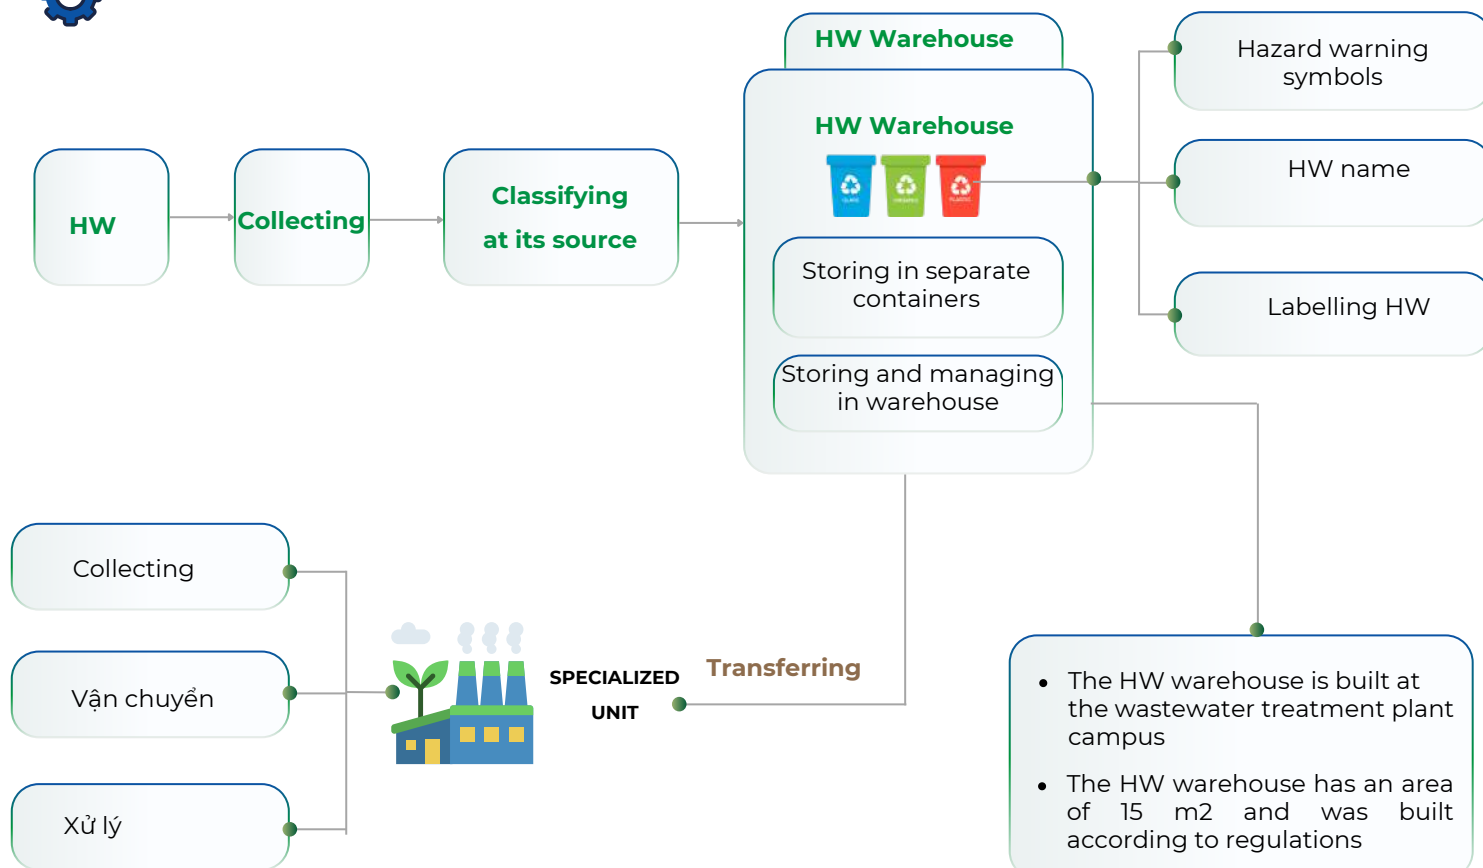 HW Warehouse
HW Warehouse
Hazard warning
symbols
HW name
Labelling HW
HW
Collecting
Classifying
at its source
GLASS
ORGANIC
PLASTIC
Storing in separate
containers
Storing and managing
in warehouse
Collecting
Vận chuyển
Xử lý
SPECIALIZED
UNIT
Transferring
• The HW warehouse is built at
the wastewater treatment plant
campus
• The HW warehouse has an area
of 15 m2 and was built
according to regulations